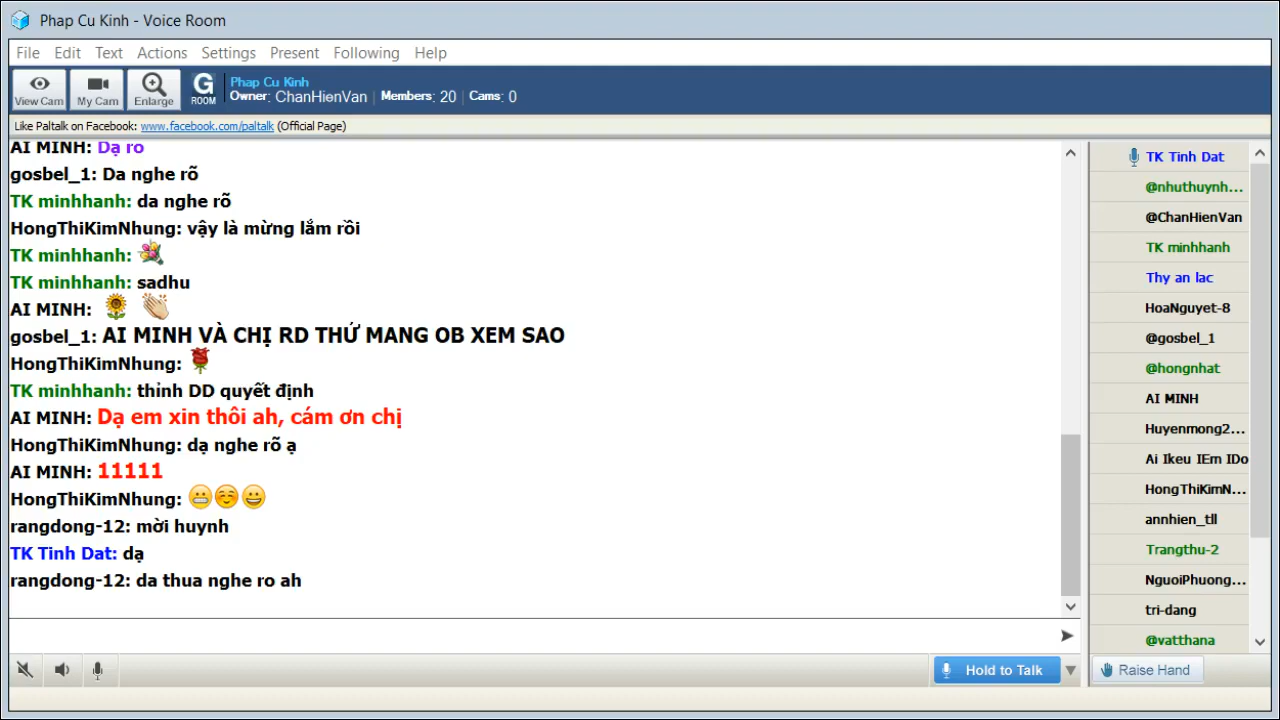 Phap Cu Kinh - Voice Room
File Edit Text Actions Settings Present Following Help
View Cam
My Cam
Enlarge
G
ROOM
Phap Cu Kinh
Owner: ChanHienVan | Members: 20 | Cams: 0
Like Paltalk on Facebook: www.facebook.com/paltalk (Official Page)
AI MINH: Dạ ro
gosbel_1: Da nghe rõ
TK minhhanh: da nghe rõ
HongThiKimNhung: vậy là mừng lắm rồi
TK minhhanh:
TK minhhanh: sadhu
AI MINH:
gosbel_1: AI MINH VÀ CHỊ RD THỨ MANG OB XEM SAO
HongThiKimNhung:
TK minhhanh: thỉnh DD quyết định
AI MINH: Dạ em xin thôi ah, cám ơn chị
HongThiKimNhung: dạ nghe rõ ạ
AI MINH: 11111
HongThiKimNhung:
rangdong-12: mời huynh
TK Tinh Dat: dạ
rangdong-12: da thua nghe ro ah
TK Tinh Dat
@nhuthuynh...
@ChanHienVan
TK minhhanh
Thy an lac
HoaNguyet-8
@gosbel_1
@hongnhat
AI MINH
Huyenmong2...
Ai Ikeu IEm IDo
HongThiKimN...
annhien_tll
Trangthu-2
NguoiPhuong...
tri-dang
@vatthana
Hold to Talk
Raise Hand